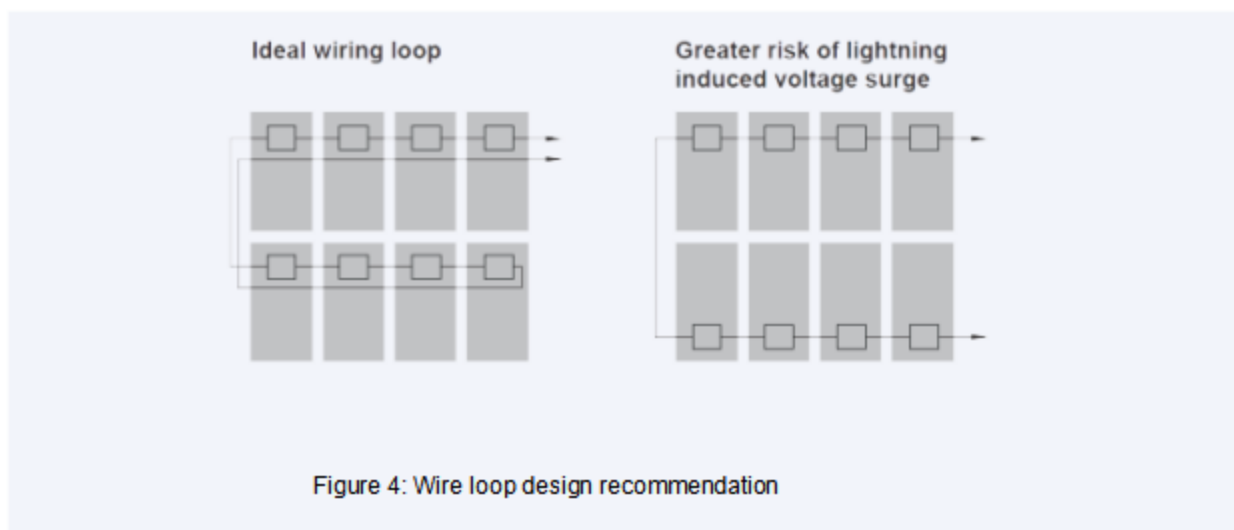 Ideal wiring loop
Greater risk of lightning
induced voltage surge
Figure 4: Wire loop design recommendation